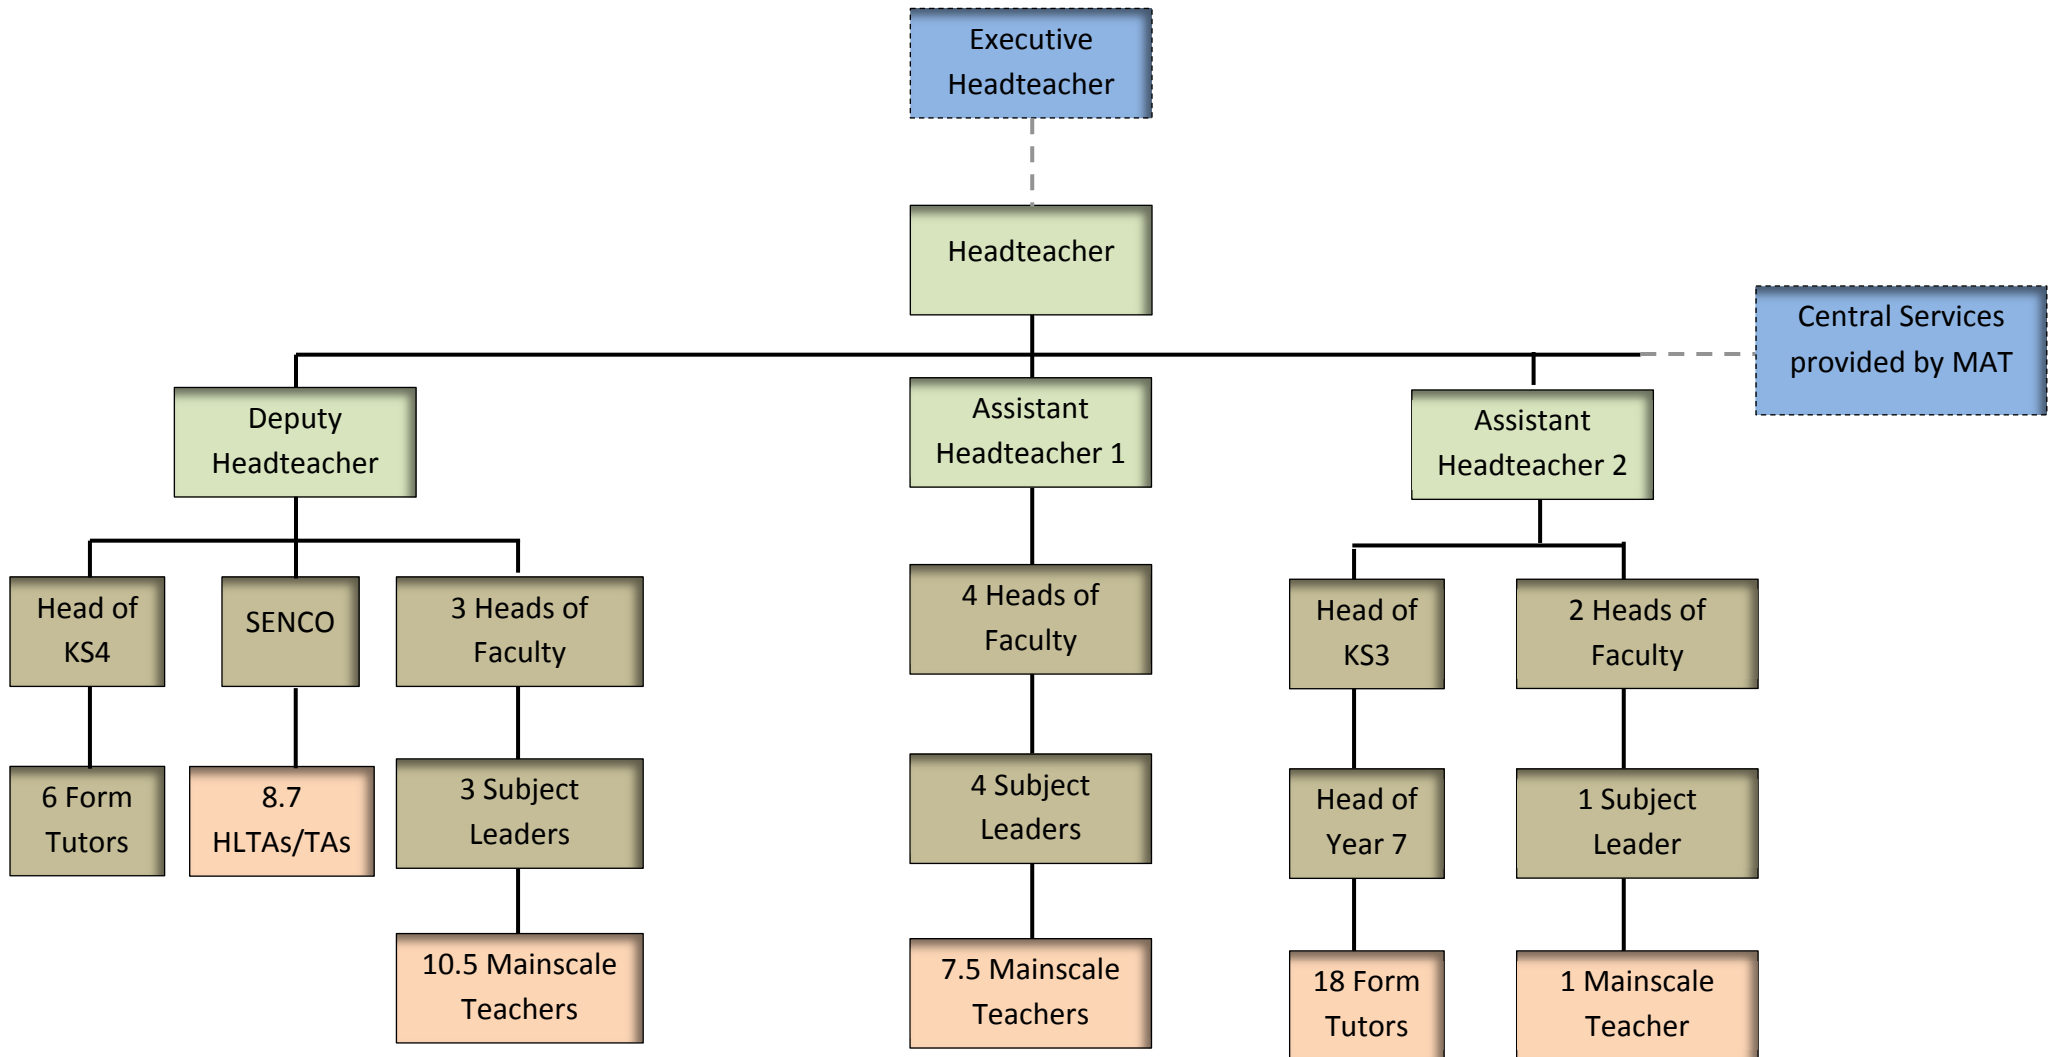 Executive
Headteacher
Headteacher
Central Services
provided by MAT
Deputy
Headteacher
Assistant
Headteacher 1
Assistant
Headteacher 2
Head of
KS4
SENCO
3 Heads of
Faculty
4 Heads of
Faculty
Head of
KS3
2 Heads of
Faculty
6 Form
Tutors
8.7
HLTAs/TAs
3 Subject
Leaders
4 Subject
Leaders
Head of
Year 7
1 Subject
Leader
10.5 Mainscale
Teachers
7.5 Mainscale
Teachers
18 Form
Tutors
1 Mainscale
Teacher